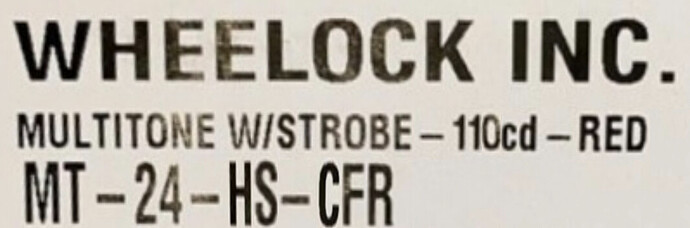 WHEELOCK INC.
MULTITONE W/STROBE – 110cd – RED
MT – 24 – HS – CFR